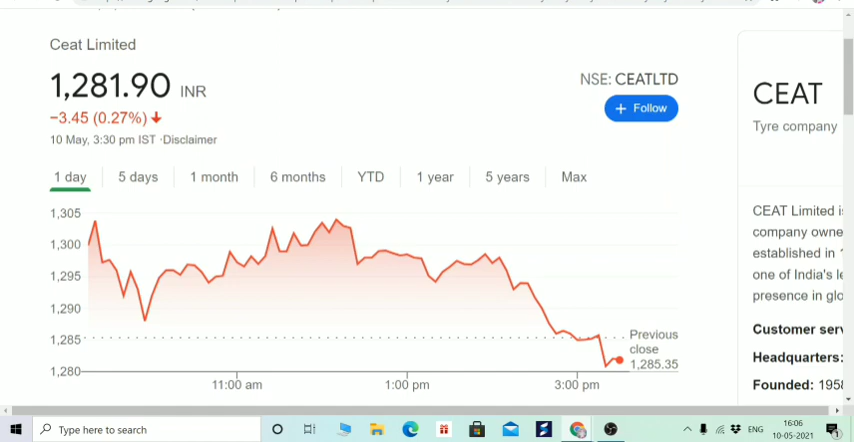 Ceat Limited
1,281.90 INR
−3.45 (0.27%)
10 May, 3:30 pm IST ·Disclaimer
NSE: CEATLTD
+ Follow
1 day 5 days 1 month 6 months YTD 1 year 5 years Max
1,305
1,300
1,295
1,290
1,285
1,280
Previous
close
1,285.35
11:00 am 1:00 pm 3:00 pm
CEAT
Tyre company
CEAT Limited
company owne
established in
one of India's
presence in glo
Customer serv
Headquarters:
Founded: 1958
Type here to search
ENG
16:06
10-05-2021